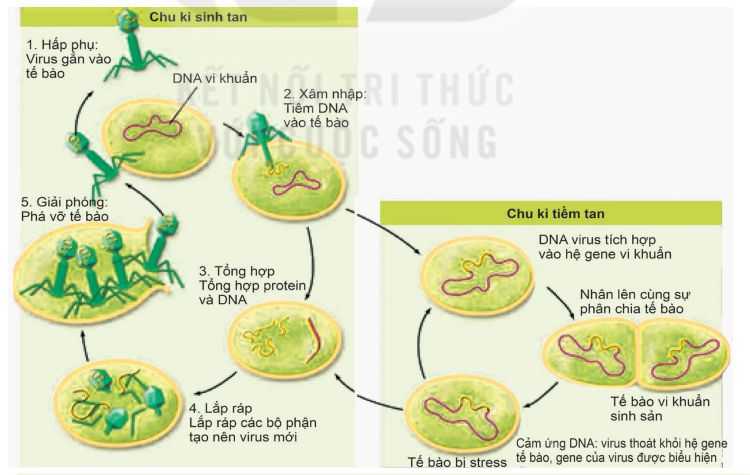 Chu kì sinh tan
1. Hấp phụ:
Virus gắn vào
tế bào
DNA vi khuẩn
2. Xâm nhập:
Tiêm DNA
vào tế bào
KẾT NỐI TRI THỨC
VỚI CUỘC SỐNG
5. Giải phóng:
Phá vỡ tế bào
3. Tổng hợp
Tổng hợp protein
và DNA
4. Lắp ráp
Lắp ráp các bộ phận
tạo nên virus mới
Chu kì tiềm tan
DNA virus tích hợp
vào hệ gene vi khuẩn
Nhân lên cùng sự
phân chia tế bào
Tế bào vi khuẩn
sinh sản
Cảm ứng DNA: virus thoát khỏi hệ gene
tế bào, gene của virus được biểu hiện
Tế bào bị stress